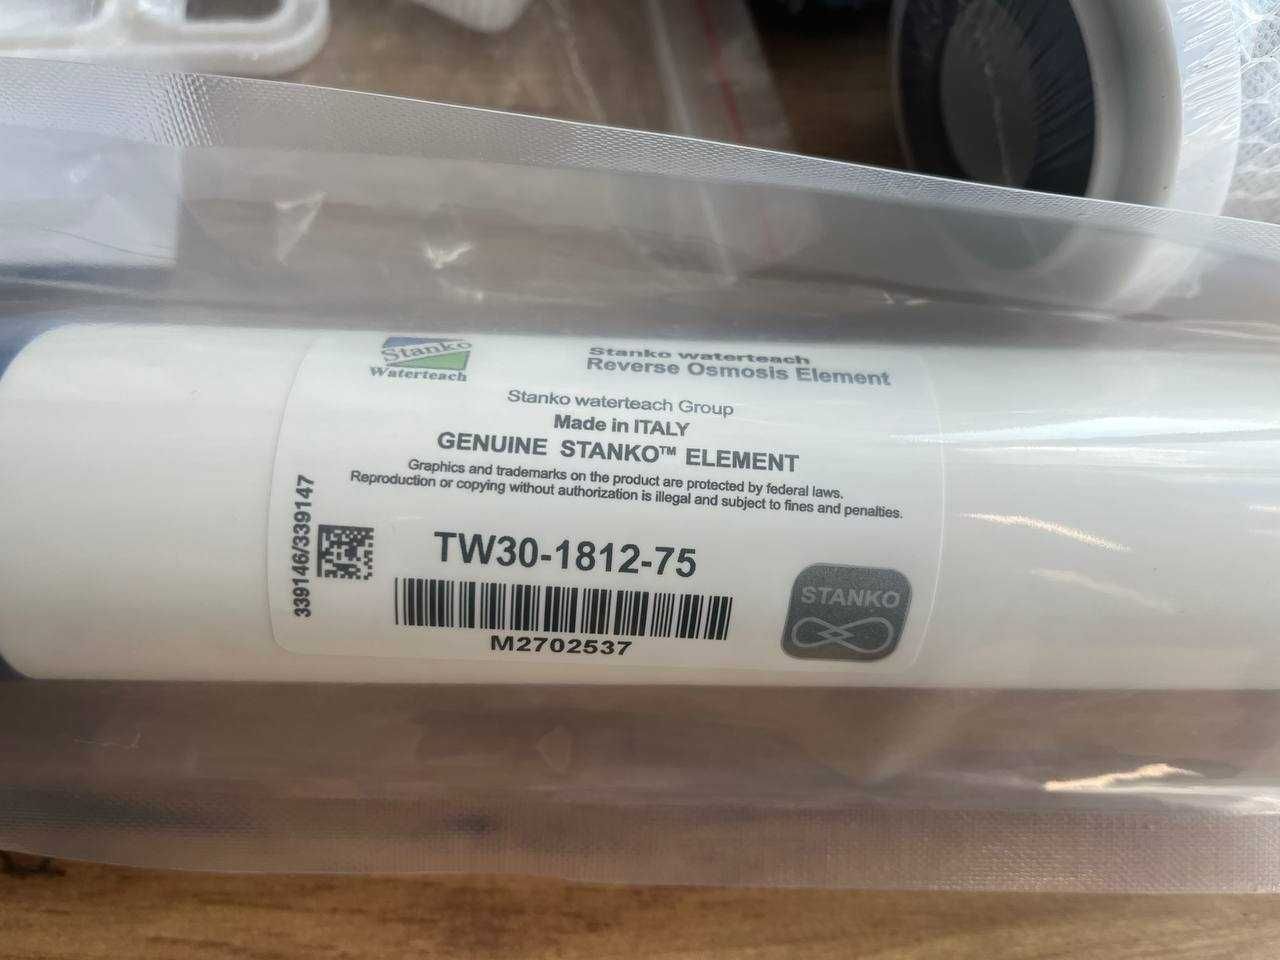 Stanko
Waterteach
Stanko waterteach
Reverse Osmosis Element
Stanko waterteach Group
Made in ITALY
GENUINE STANKO™ ELEMENT
Graphics and trademarks on the product are protected by federal laws.
Reproduction or copying without authorization is illegal and subject to fines and penalties.
339146/339147
TW30-1812-75
M2702537
STANKO